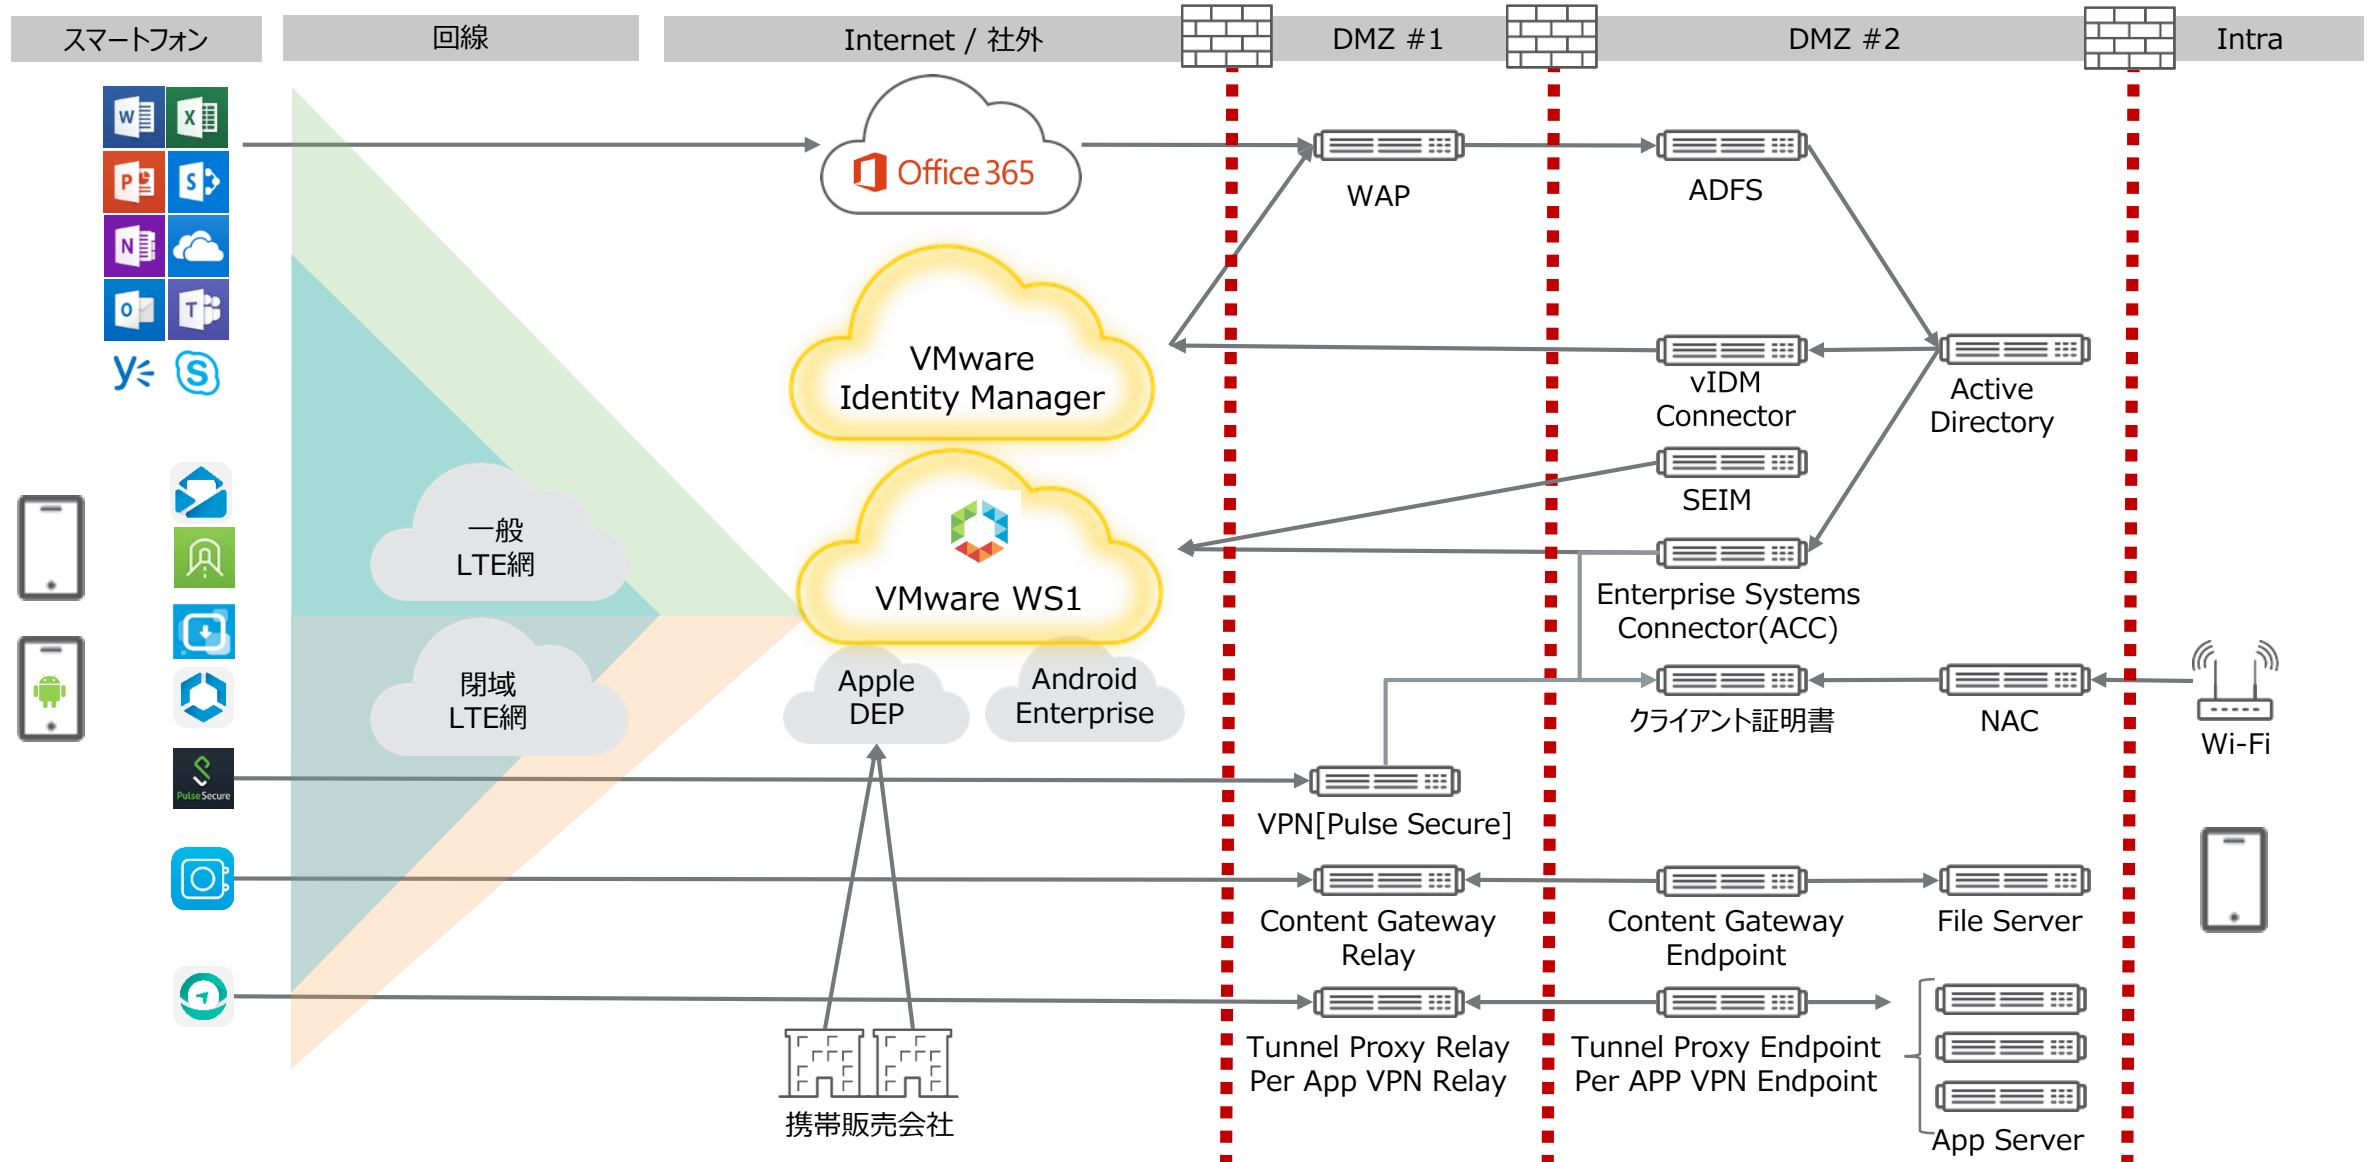 スマートフォン
回線
Internet / 社外
DMZ #1
DMZ #2
Intra
W
X
P
S
N
O
T
S
Office 365
WAP
ADFS
VMware
Identity Manager
vIDM
Connector
Active
Directory
SEIM
一般
LTE網
VMware WS1
Enterprise Systems
Connector(ACC)
閉域
LTE網
Apple
DEP
Android
Enterprise
クライアント証明書
NAC
Wi-Fi
Pulse Secure
VPN[Pulse Secure]
Content Gateway
Relay
Content Gateway
Endpoint
File Server
Tunnel Proxy Relay
Per App VPN Relay
Tunnel Proxy Endpoint
Per APP VPN Endpoint
携帯販売会社
App Server